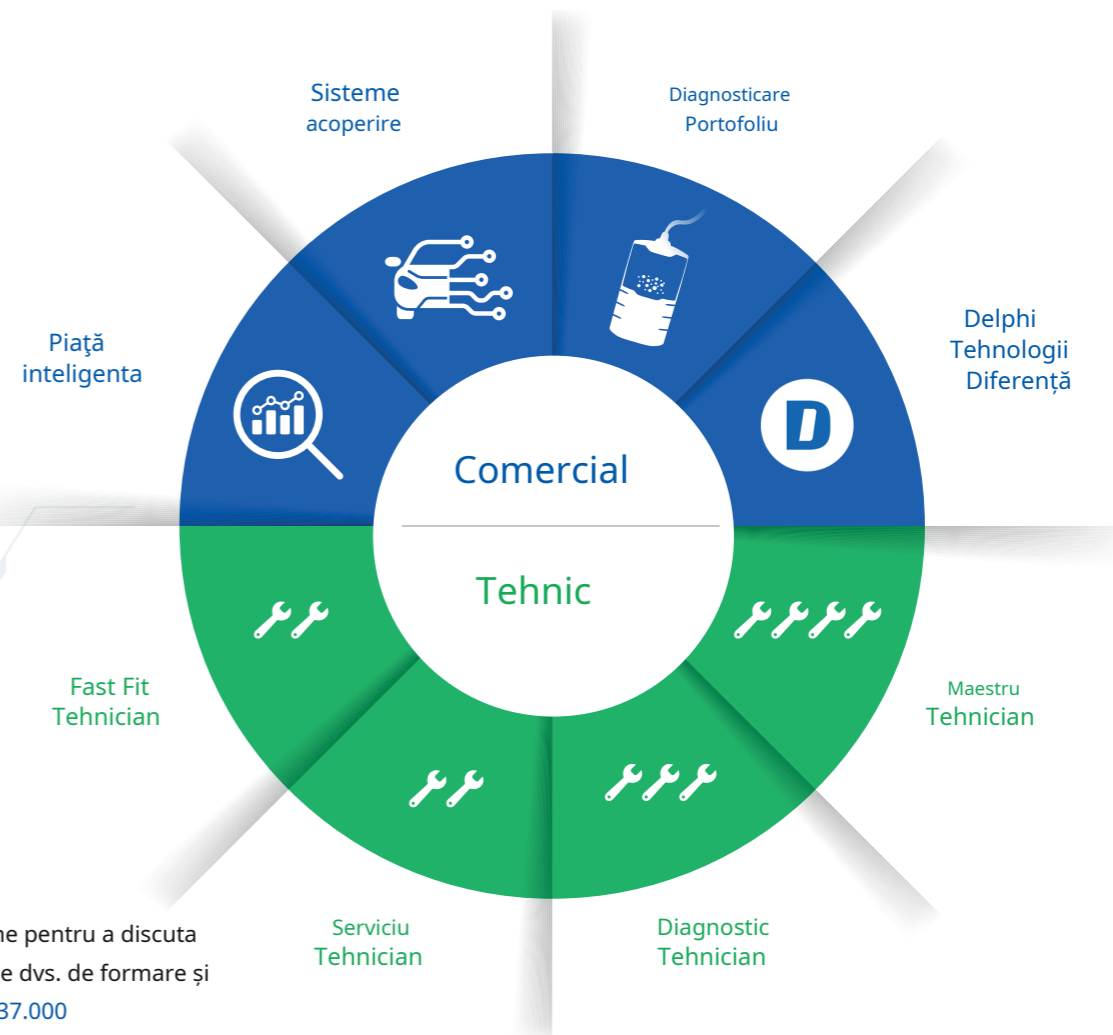 Sisteme
acoperire
Diagnosticare
Portofoliu
Piaţă
inteligenta
Delphi
Tehnologii
Diferență
D
Comercial
Tehnic
Fast Fit
Tehnician
Maestru
Tehnician
Serviciu
Tehnician
Diagnostic
Tehnician
pentru a discuta
dvs. de formare și
37.000